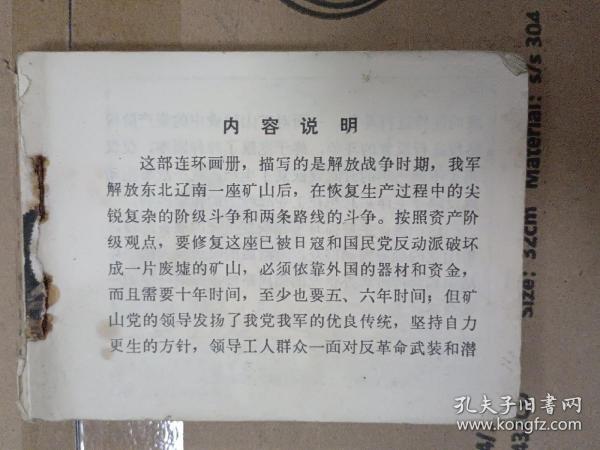 内容说明
这部连环画册，描写的是解放战争时期，我军
解放东北辽南一座矿山后，在恢复生产过程中的尖
锐复杂的阶级斗争和两条路线的斗争。按照资产阶
级观点，要修复这座已被日寇和国民党反动派破坏
成一片废墟的矿山，必须依靠外国的器材和资金，
而且需要十年时间，至少也要五、六年时间；但矿
山党的领导发扬了我党我军的优良传统，坚持自力
更生的方针，领导工人群众一面对反革命武装和潜
Size: 32cm Material: s/s 304
孔夫子旧书网